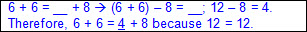 6 + 6 = __ + 8 → (6 + 6) – 8 = __; 12 – 8 = 4.
Therefore, 6 + 6 = 4 + 8 because 12 = 12.